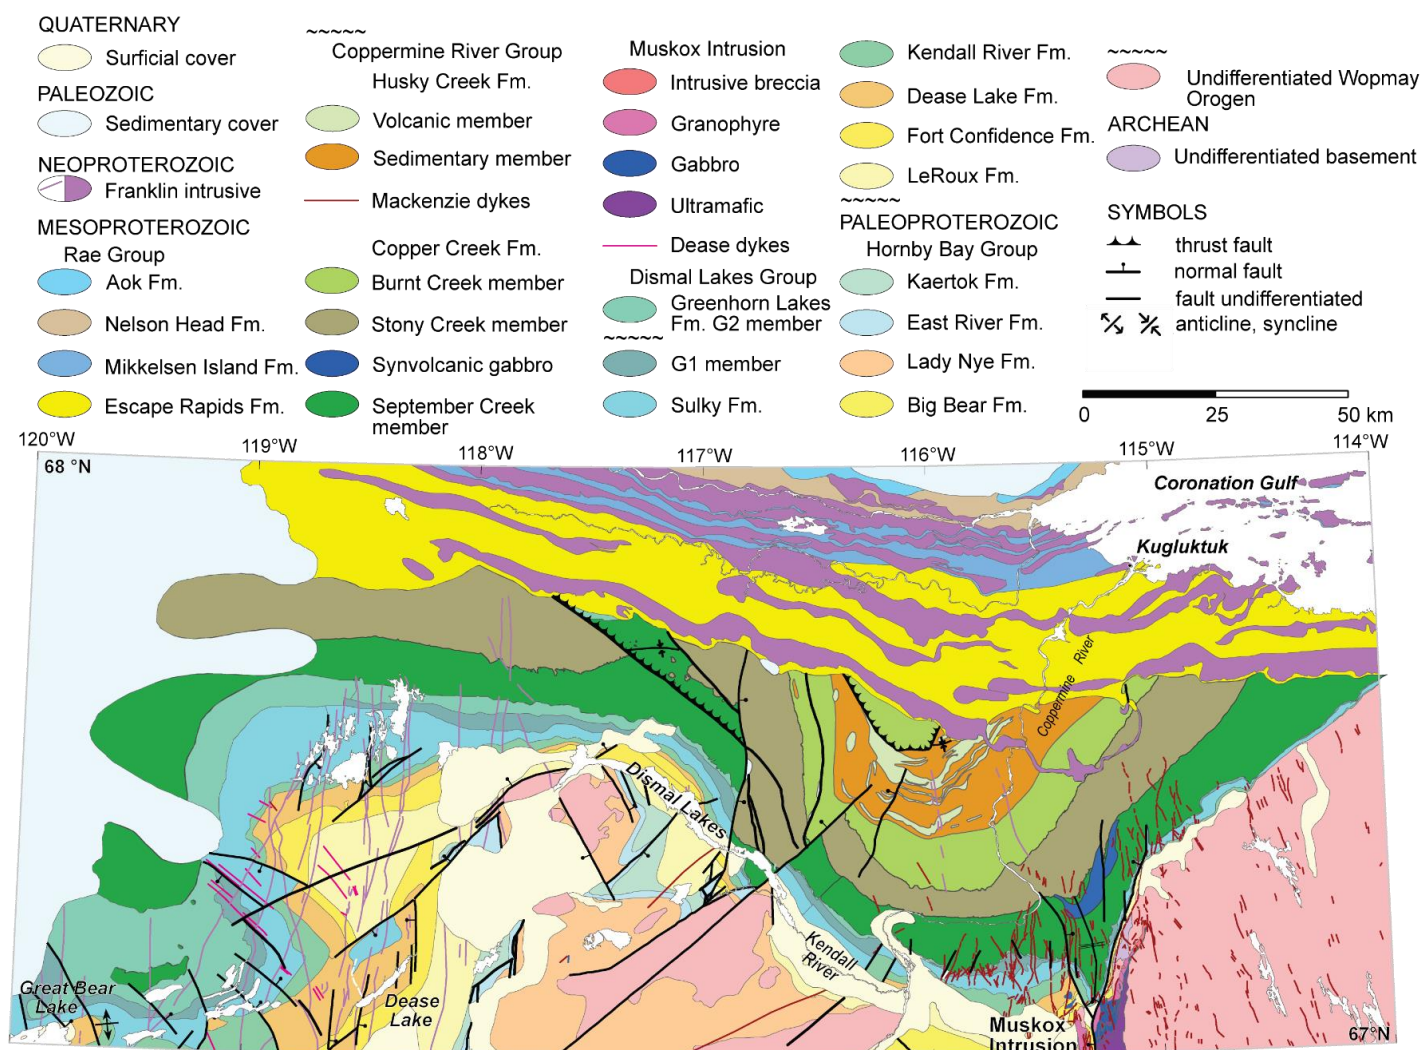 QUATERNARY
Surficial cover
PALEOZOIC
Sedimentary cover
NEOPROTEROZOIC
Franklin intrusive
MESOPROTEROZOIC
Rae Group
Aok Fm.
Nelson Head Fm.
Mikkelsen Island Fm.
Escape Rapids Fm.
~~~~~
Coppermine River Group
Husky Creek Fm.
Volcanic member
Sedimentary member
Mackenzie dykes
Copper Creek Fm.
Burnt Creek member
Stony Creek member
Synvolcanic gabbro
September Creek
member
Muskox Intrusion
Intrusive breccia
Granophyre
Gabbro
Ultramafic
Dease dykes
Dismal Lakes Group
Greenhorn Lakes
Fm. G2 member
~~~~~
G1 member
Sulky Fm.
Kendall River Fm.
Dease Lake Fm.
Fort Confidence Fm.
LeRoux Fm.
~~~~~
PALEOPROTEROZOIC
Hornby Bay Group
Kaertok Fm.
East River Fm.
Lady Nye Fm.
Big Bear Fm.
~~~~~
Undifferentiated Wopmay
Orogen
ARCHEAN
Undifferentiated basement
SYMBOLS
thrust fault
normal fault
fault undifferentiated
anticline, syncline
0 25 50 km
120°W 119°W 118°W 117°W 116°W 115°W 114°W
68 °N
Coronation Gulf
Kugluktuk
Coppermine River
Dismal Lakes
Kendall
River
Great Bear
Lake
Dease
Lake
Muskox
Intrusion
67°N